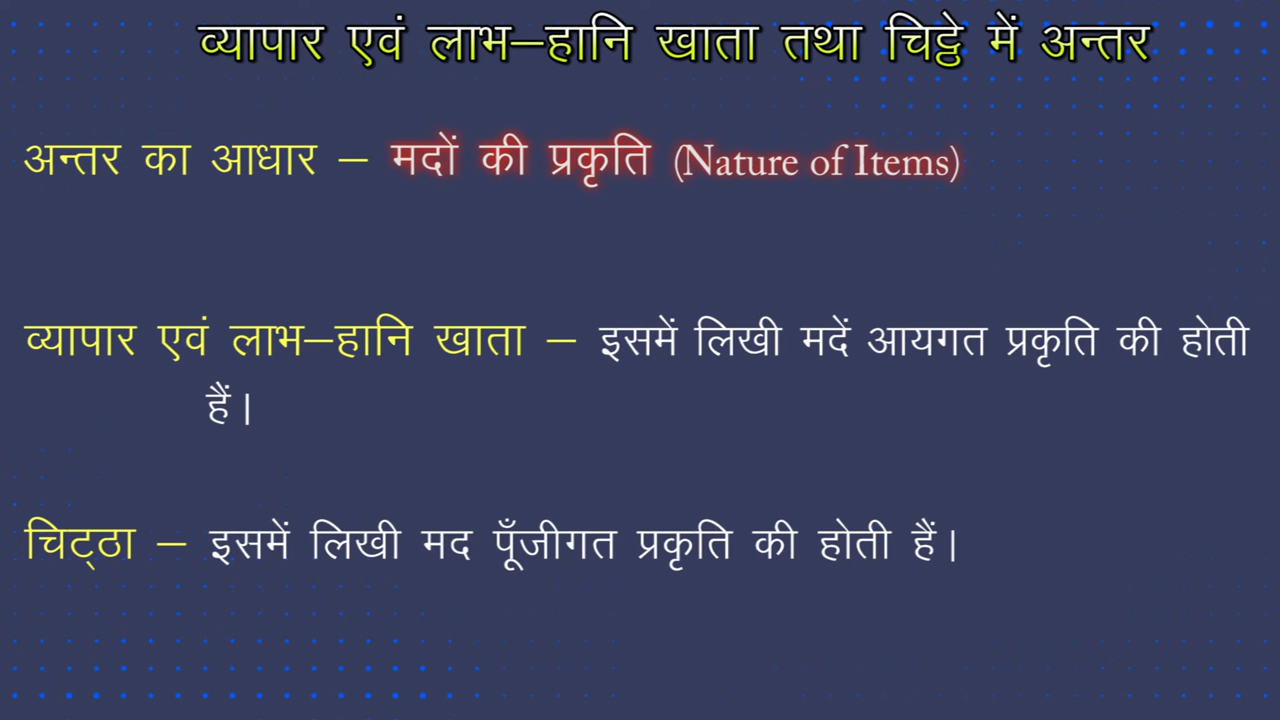 व्यापार एवं लाभ–हानि खाता तथा चिट्ठे में अन्तर
अन्तर का आधार – मदों की प्रकृति (Nature of Items)
व्यापार एवं लाभ–हानि खाता – इसमें लिखी मदें आयगत प्रकृति की होती
हैं।
चिट्ठा – इसमें लिखी मद पूँजीगत प्रकृति की होती हैं।